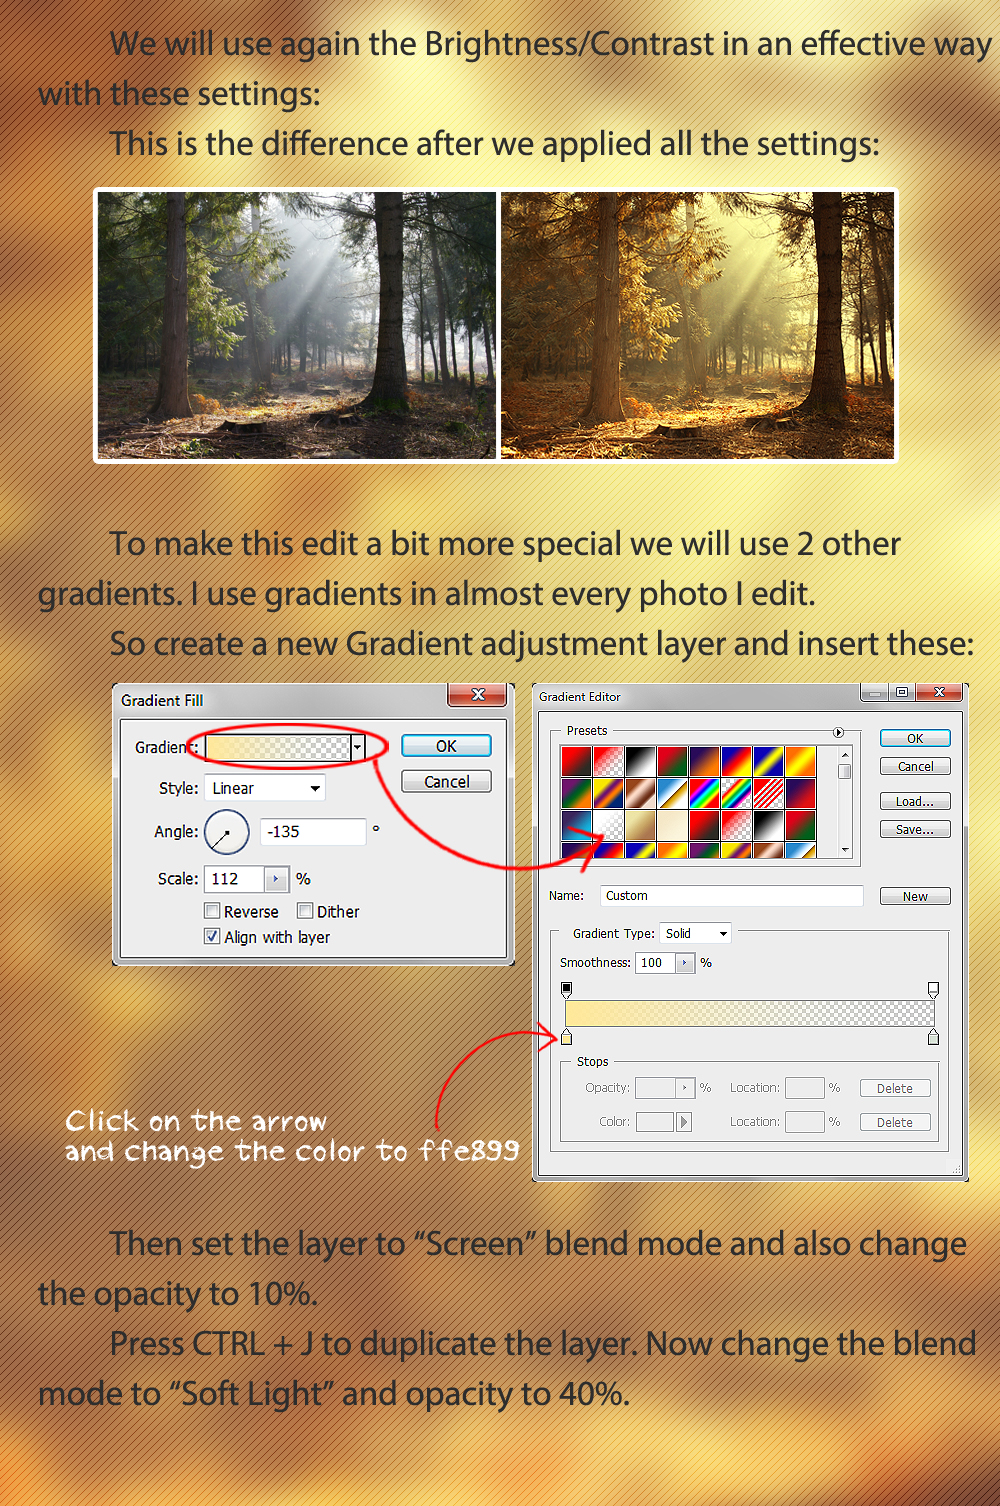 We will use again the Brightness/Contrast in an effective way
with these settings:
This is the difference after we applied all the settings:
To make this edit a bit more special we will use 2 other
gradients. I use gradients in almost every photo I edit.
So create a new Gradient adjustment layer and insert these:
Gradient Fill
Gradient:
OK
Style: Linear
Cancel
Angle: -135 °
Scale: 112 %
Reverse Dither
Align with layer
Gradient Editor
Presets
OK
Cancel
Load...
Save...
Name: Custom
New
Gradient Type: Solid
Smoothness: 100 %
Stops
Opacity: % Location: % Delete
Color: Location: % Delete
Click on the arrow
and change the color to ffe899
Then set the layer to “Screen” blend mode and also change
the opacity to 10%.
Press CTRL + J to duplicate the layer. Now change the blend
mode to “Soft Light” and opacity to 40%.